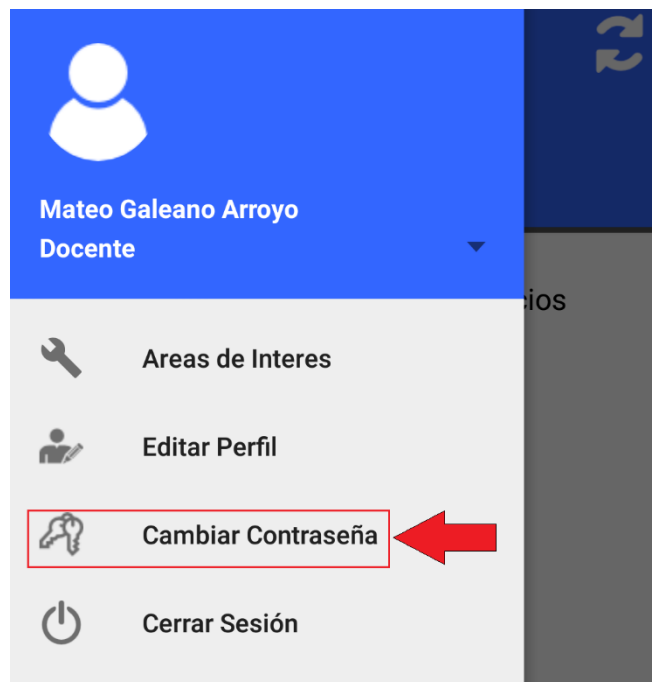 Mateo Galeano Arroyo
Docente
cios
Areas de Interes
Editar Perfil
Cambiar Contraseña
Cerrar Sesión